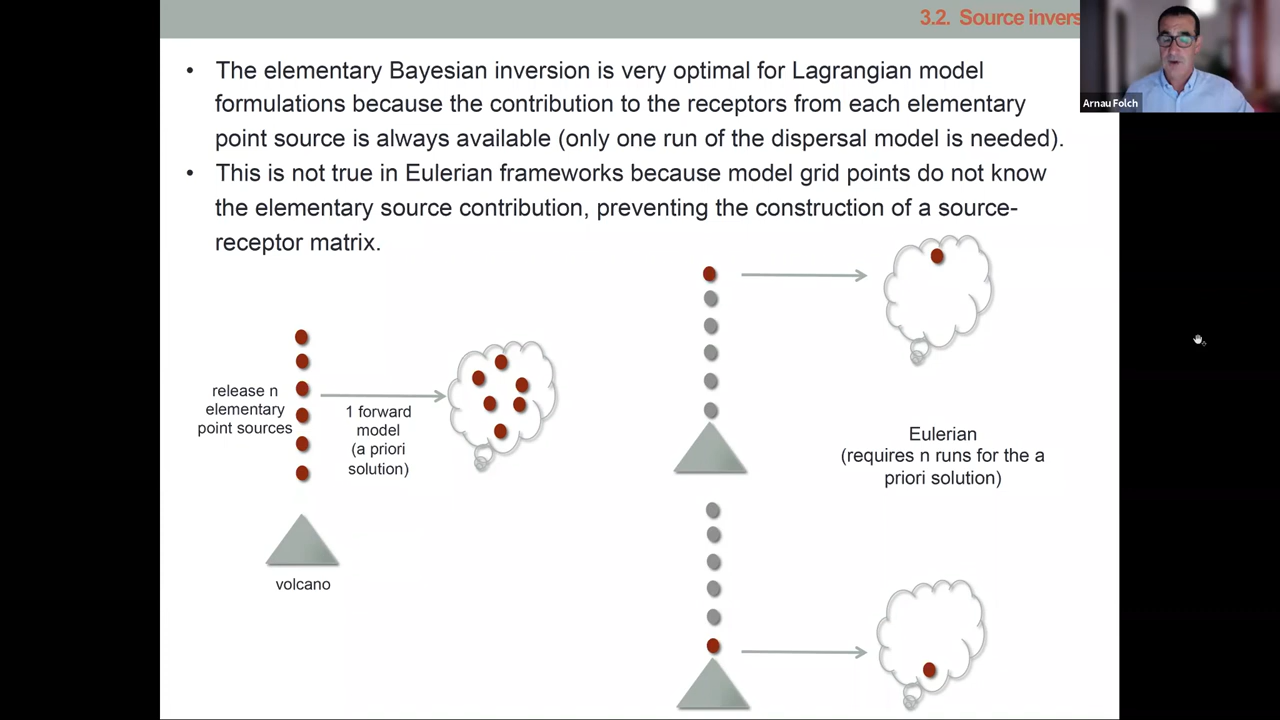 3.2. Source invers
Arnau Folch
• The elementary Bayesian inversion is very optimal for Lagrangian model
formulations because the contribution to the receptors from each elementary
point source is always available (only one run of the dispersal model is needed).
• This is not true in Eulerian frameworks because model grid points do not know
the elementary source contribution, preventing the construction of a source-
receptor matrix.
release n
elementary
point sources
1 forward
model
(a priori
solution)
volcano
Eulerian
(requires n runs for the a
priori solution)